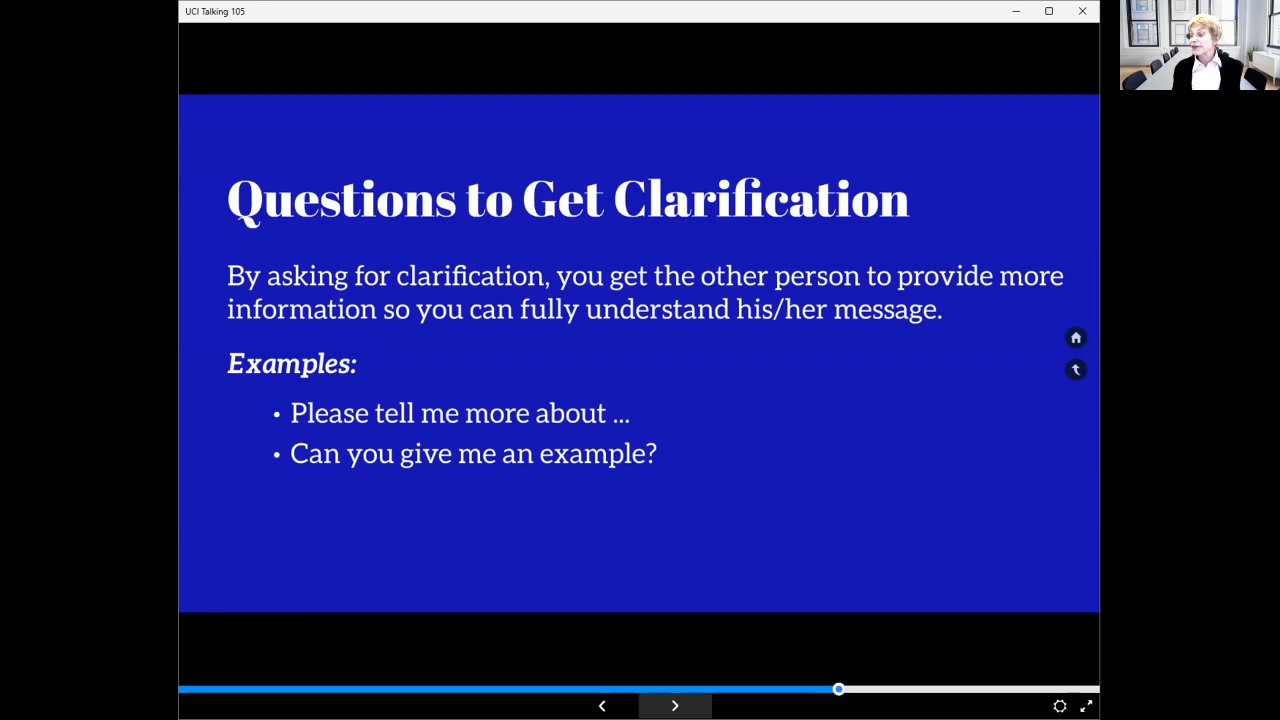 UCI Talking 105
Questions to Get Clarification
By asking for clarification, you get the other person to provide more
information so you can fully understand his/her message.
Examples:
• Please tell me more about ...
• Can you give me an example?